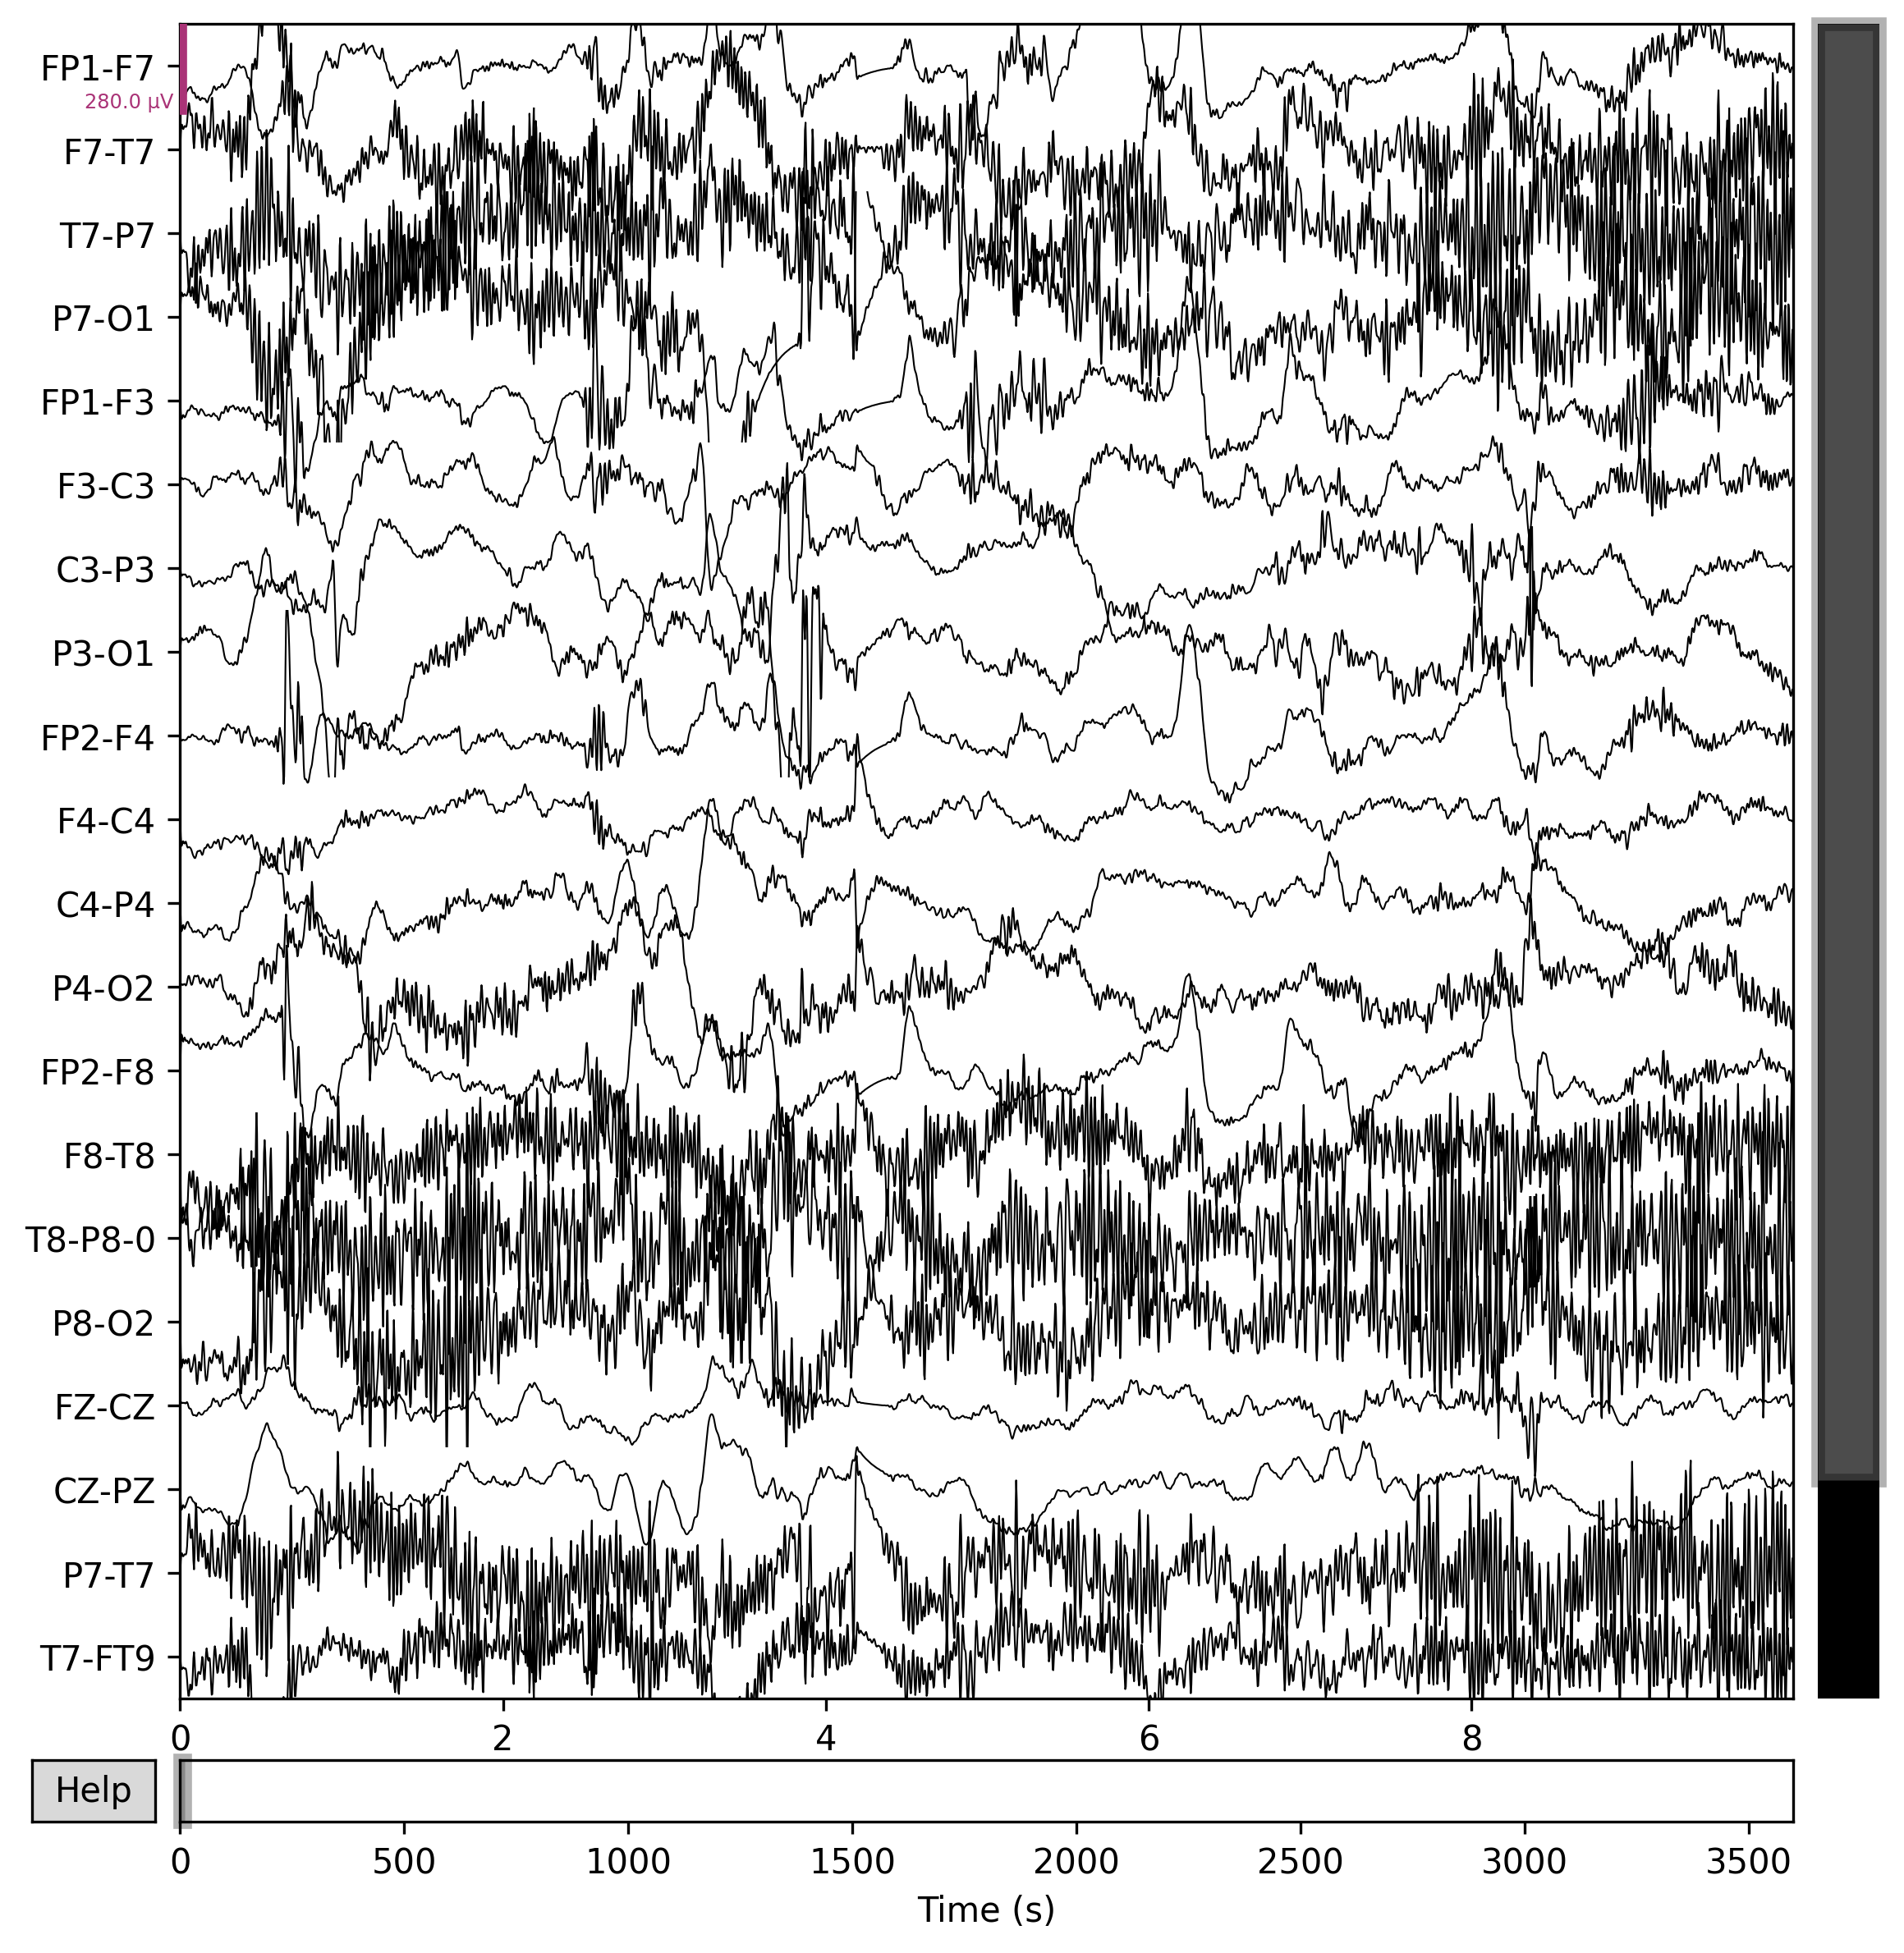 FP1-F7
280.0 µV
F7-T7
T7-P7
P7-O1
FP1-F3
F3-C3
C3-P3
P3-O1
FP2-F4
F4-C4
C4-P4
P4-O2
FP2-F8
F8-T8
T8-P8-0
P8-O2
FZ-CZ
CZ-PZ
P7-T7
T7-FT9
0 2 4 6 8
Help
0 500 1000 1500 2000 2500 3000 3500
Time (s)